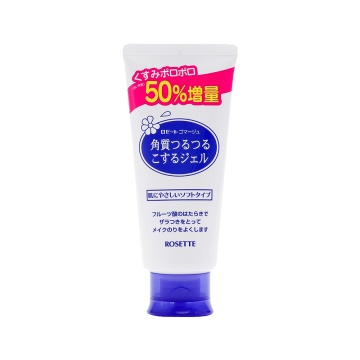 くすみポロポロ
50%増量
ロゼット ゴマージュ
角質つるつる
こするジェル
肌にやさしいソフトタイプ
フルーツ酸のはたらきで
ザラつきをとって
メイクのりをよくします
ROSETTE